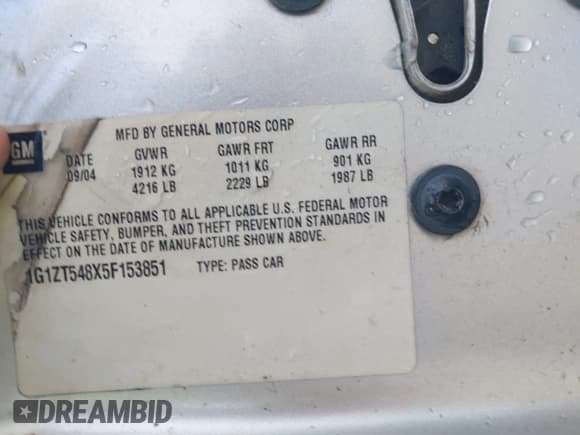 GM
MFD BY GENERAL MOTORS CORP
DATE GVWR GAWR FRT GAWR RR
09/04 1912 KG 1011 KG 901 KG
4216 LB 2229 LB 1987 LB
THIS VEHICLE CONFORMS TO ALL APPLICABLE U.S. FEDERAL MOTOR
VEHICLE SAFETY, BUMPER, AND THEFT PREVENTION STANDARDS IN
EFFECT ON THE DATE OF MANUFACTURE SHOWN ABOVE.
1G1ZT548X5F153851 TYPE: PASS CAR
DREAMBID